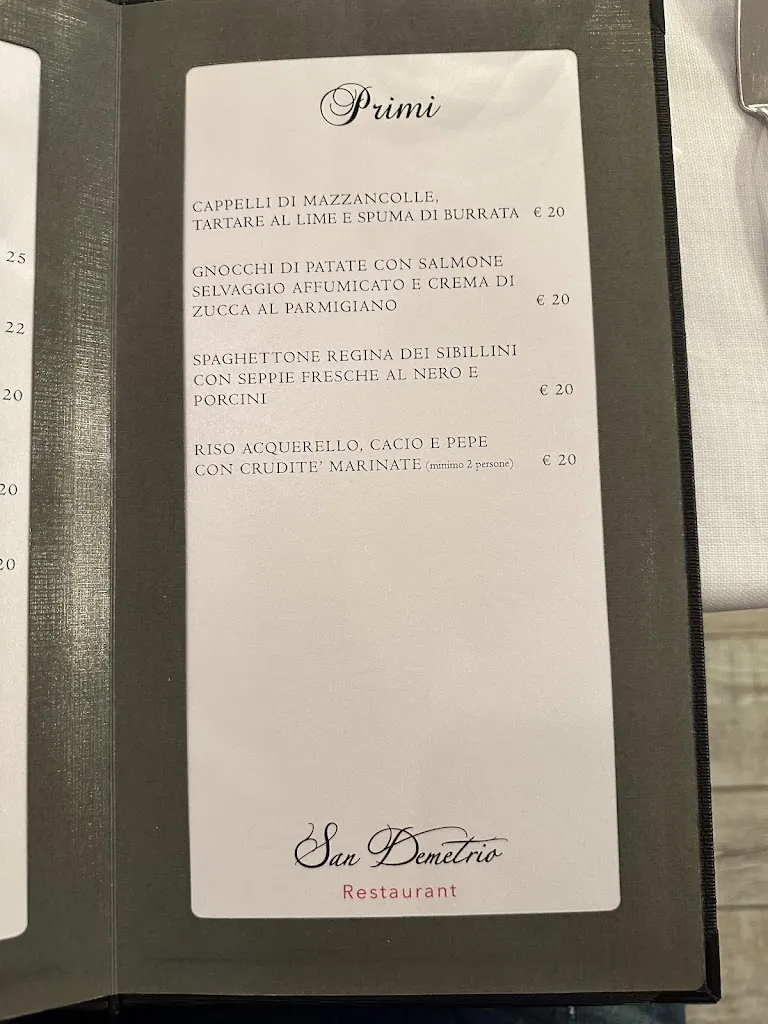 25
22
20
20
20
Primi
CAPPELLI DI MAZZANCOLLE,
TARTARE AL LIME E SPUMA DI BURRATA € 20
GNOCCHI DI PATATE CON SALMONE
SELVAGGIO AFFUMICATO E CREMA DI
ZUCCA AL PARMIGIANO € 20
SPAGHETTONE REGINA DEI SIBILLINI
CON SEPPIE FRESCHE AL NERO E
PORCINI € 20
RISO ACQUERELLO, CACIO E PEPE
CON CRUDITE' MARINATE (minimo 2 persone) € 20
San Demetrio
Restaurant